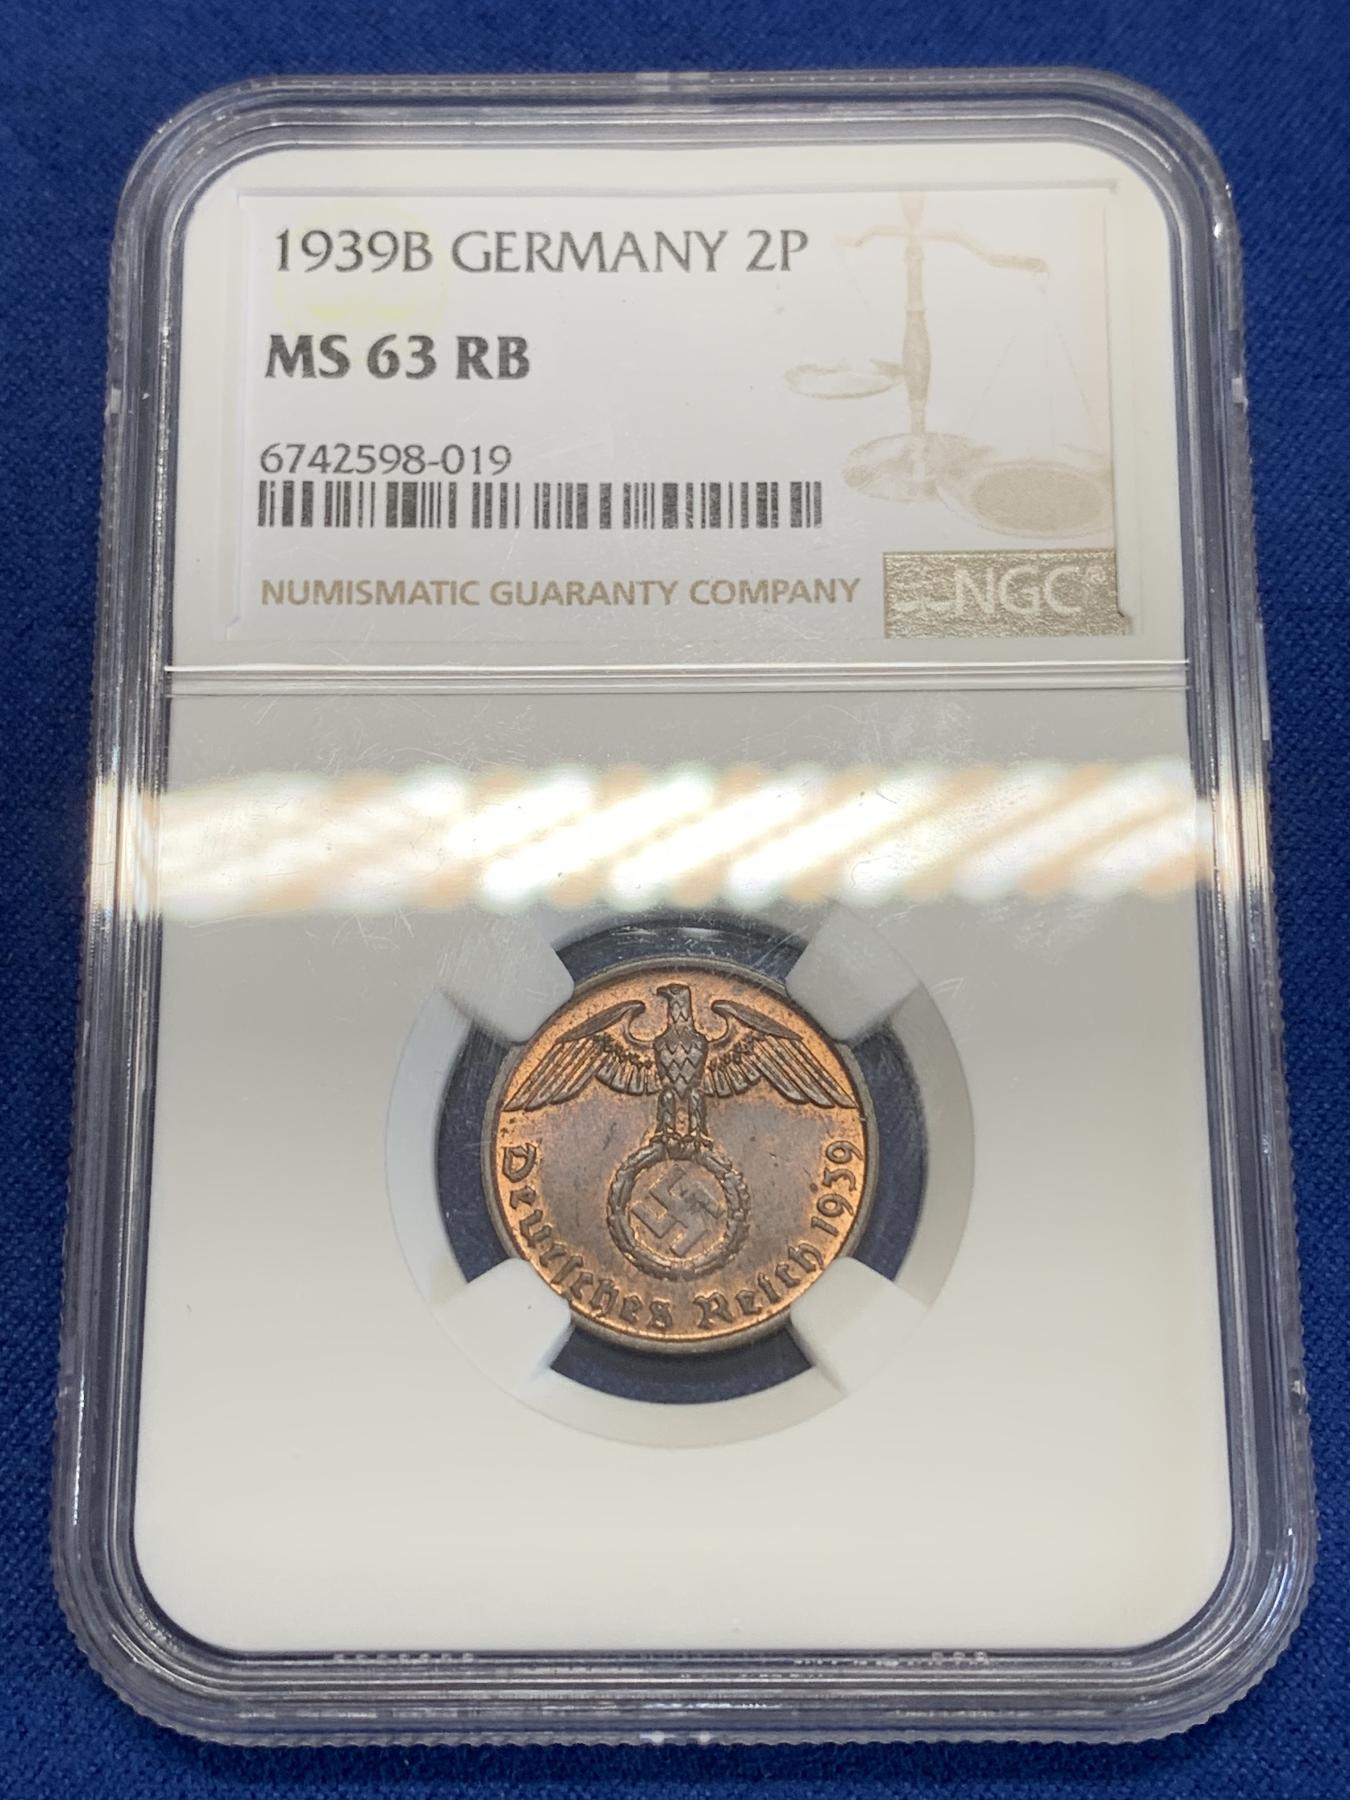 1939B GERMANY 2P
MS 63 RB
6742598-019
NUMISMATIC GUARANTY COMPANY
NGC®
Deutsches Reich 1939